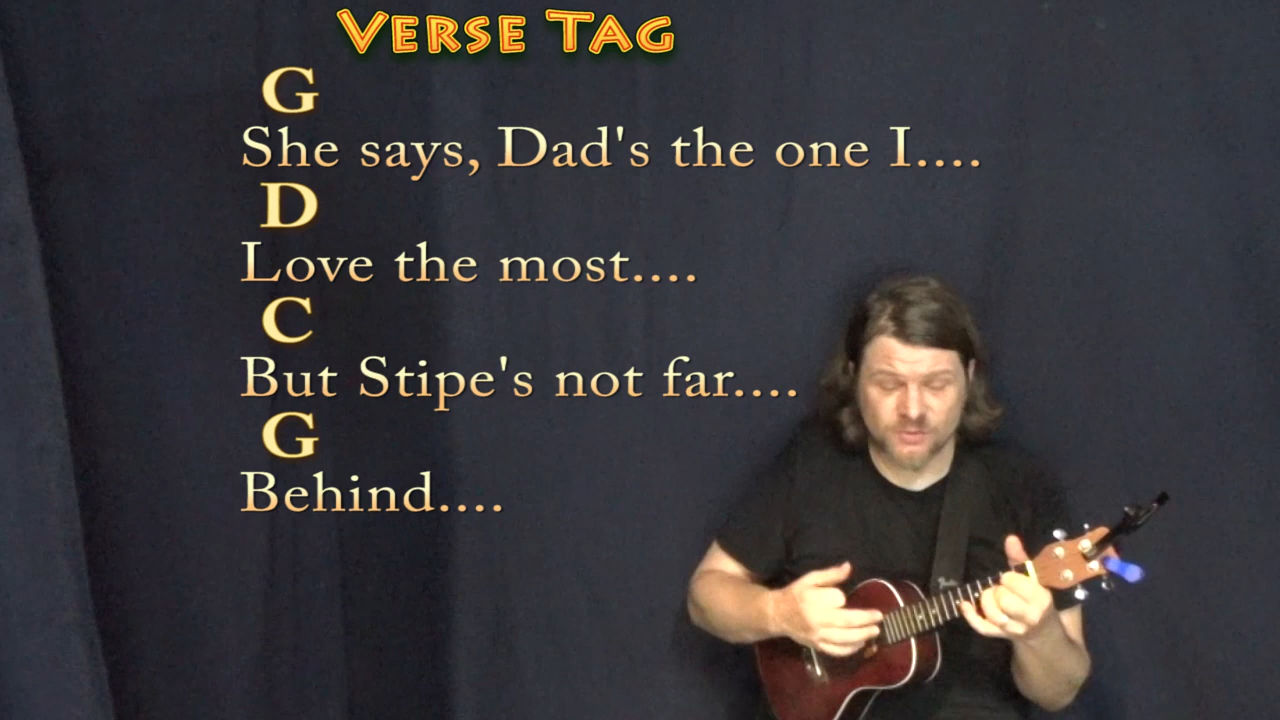 VERSE TAG
G
She says, Dad's the one I....
D
Love the most....
C
But Stipe's not far....
G
Behind....